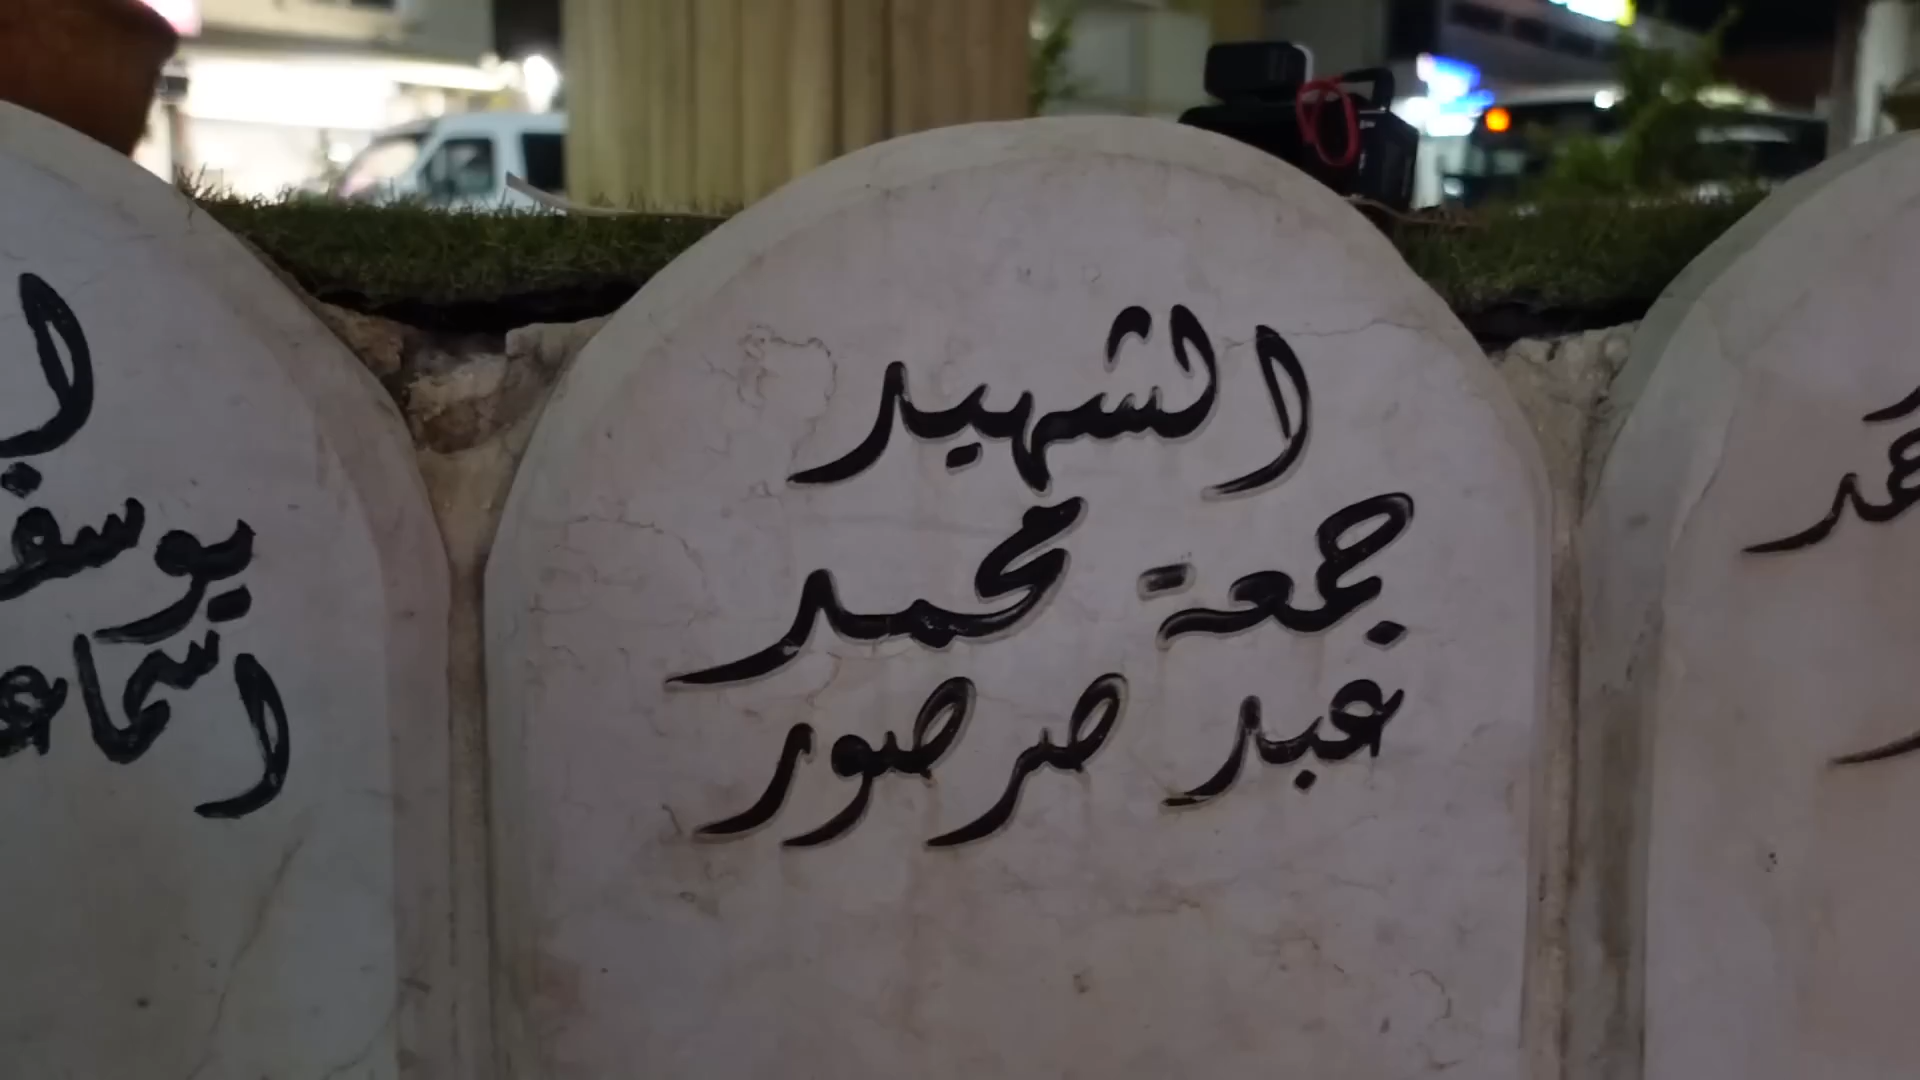 الشهيد
جمعة محمد
عبد صرصور
يوسف